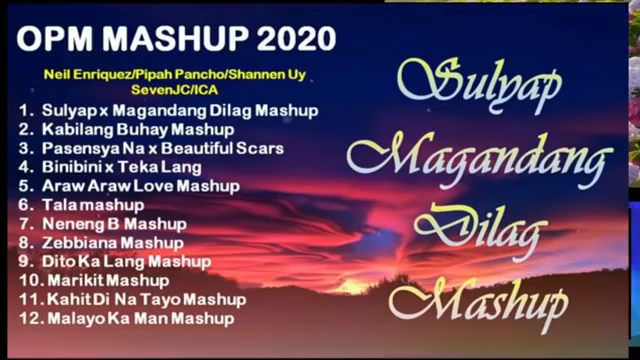 OPM MASHUP 2020
Neil Enriquez/Pipah Pancho/Shannen Uy
SevenJC/ICA
1. Sulyap x Magandang Dilag Mashup
2. Kabilang Buhay Mashup
3. Pasensya Na x Beautiful Scars
4. Binibini x Teka Lang
5. Araw Araw Love Mashup
6. Tala mashup
7. Neneng B Mashup
8. Zebbiana Mashup
9. Dito Ka Lang Mashup
10. Marikit Mashup
11. Kahit Di Na Tayo Mashup
12. Malayo Ka Man Mashup
Sulyap
Magandang
Dilag
Mashup